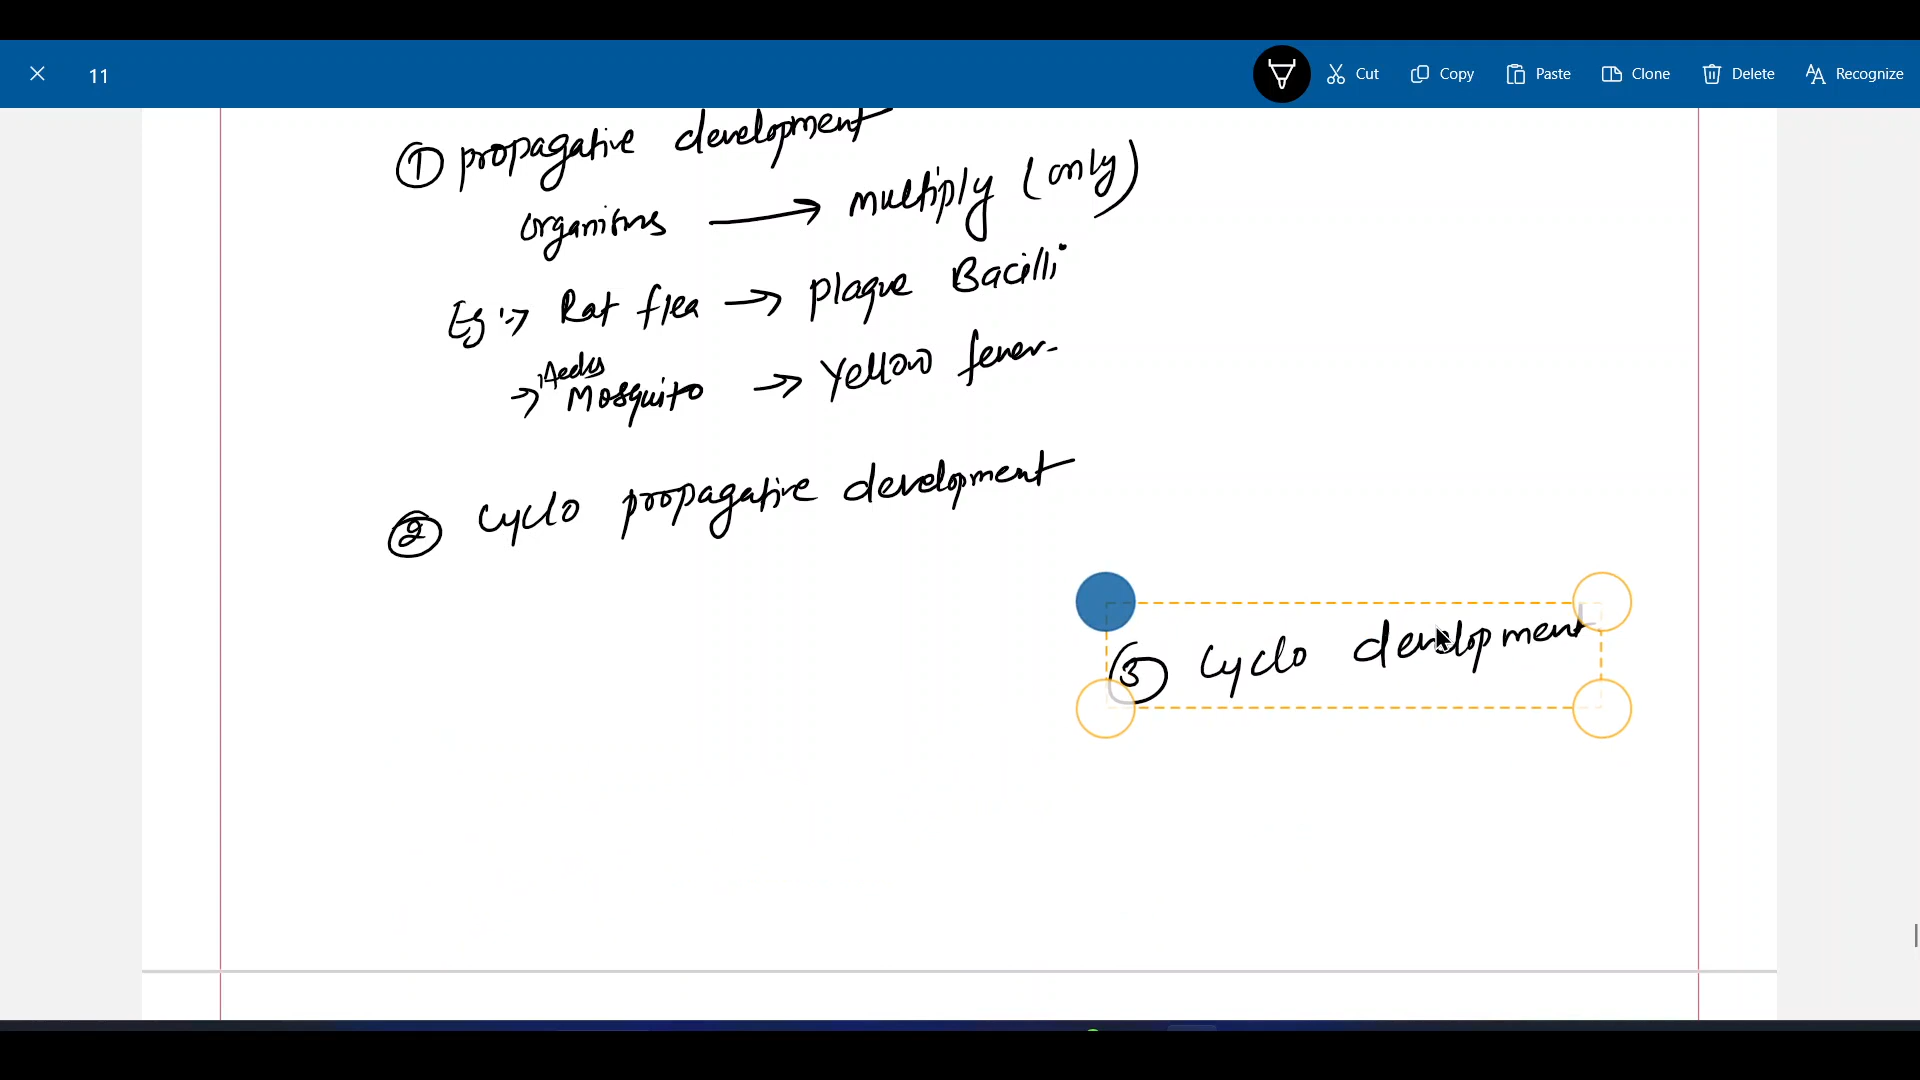 11 Cut Copy Paste Clone Delete Recognize
① propagative development
organisms → multiply (only)
Eg :→ Rat flea → plaque Bacilli
Aedes
→ Mosquito → Yellow fever
② Cyclo propagative development
③ Cyclo development